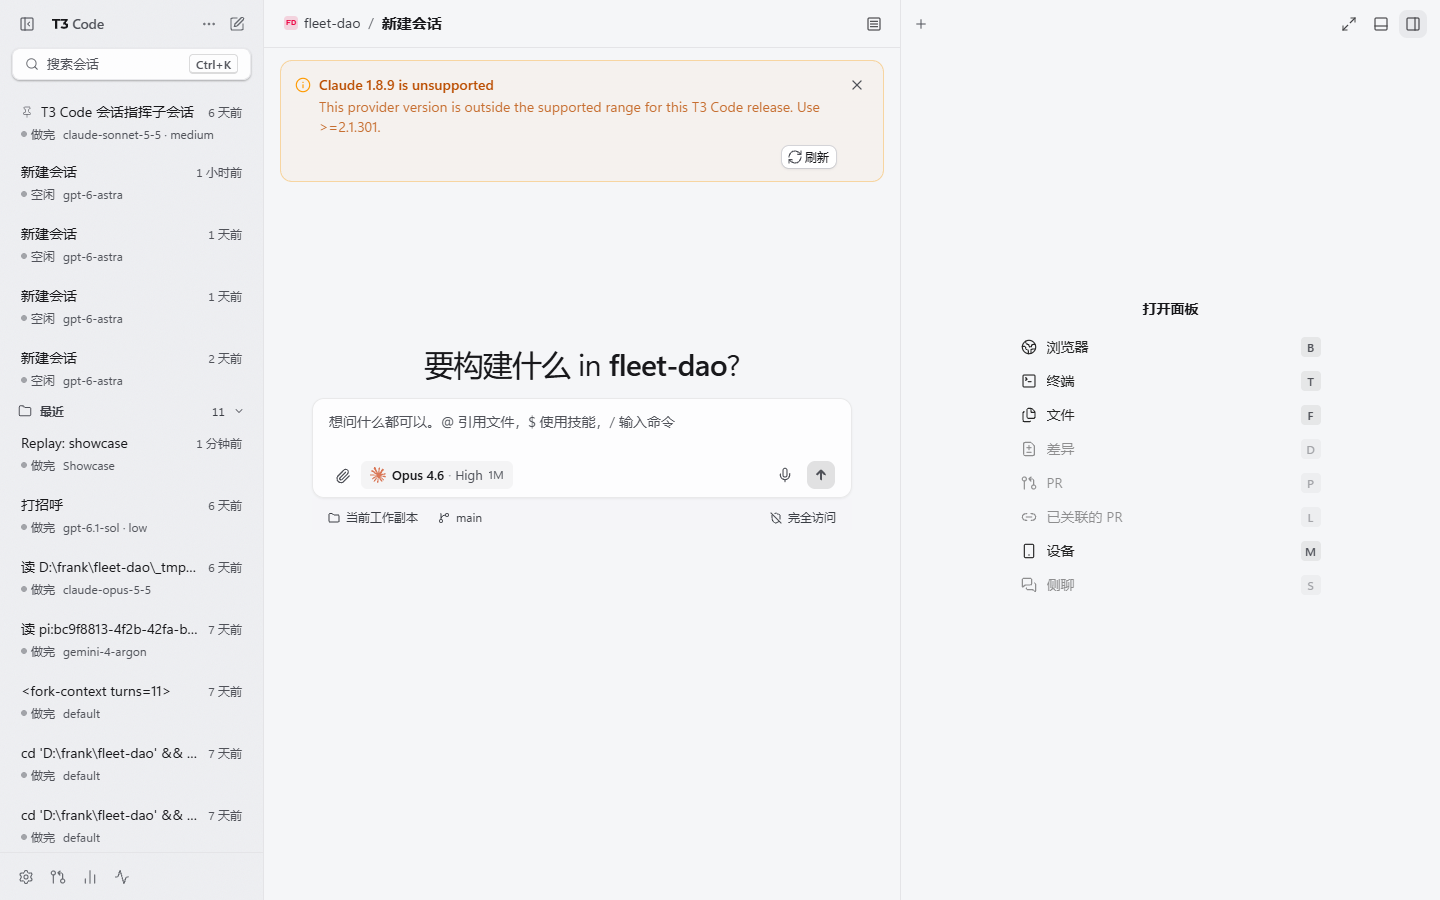 T3 Code
搜索会话
Ctrl+K
T3 Code 会话指挥子会话 6 天前
做完 claude-sonnet-5-5 · medium
新建会话 1 小时前
空闲 gpt-6-astra
新建会话 1 天前
空闲 gpt-6-astra
新建会话 1 天前
空闲 gpt-6-astra
新建会话 2 天前
空闲 gpt-6-astra
最近 11
Replay: showcase 1 分钟前
做完 Showcase
打招呼 6 天前
做完 gpt-6.1-sol · low
读 D:\frank\fleet-dao\_tmp... 6 天前
做完 claude-opus-5-5
读 pi:bc9f8813-4f2b-42fa-b... 7 天前
做完 gemini-4-argon
<fork-context turns=11> 7 天前
做完 default
cd 'D:\frank\fleet-dao' && ... 7 天前
做完 default
cd 'D:\frank\fleet-dao' && ... 7 天前
做完 default
FD fleet-dao / 新建会话
Claude 1.8.9 is unsupported
This provider version is outside the supported range for this T3 Code release. Use
>=2.1.301.
刷新
要构建什么 in fleet-dao?
想问什么都可以。@ 引用文件，$ 使用技能，/ 输入命令
Opus 4.6 · High 1M
当前工作副本 main 完全访问
打开面板
浏览器 B
终端 T
文件 F
差异 D
PR P
已关联的 PR L
设备 M
侧聊 S